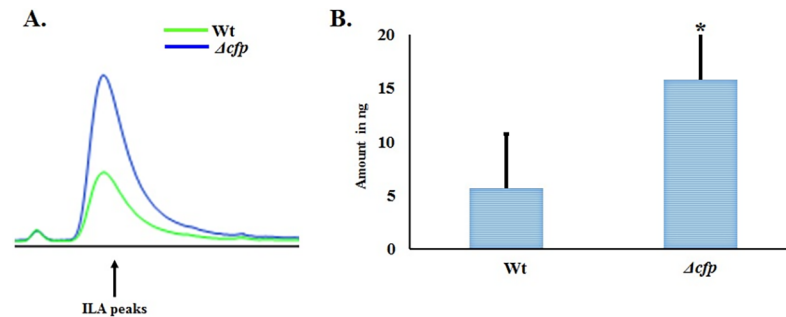 A.
Wt
Δcfp
ILA peaks
B.
*
20
15
10
5
0
Amount in ng
Wt
Δcfp